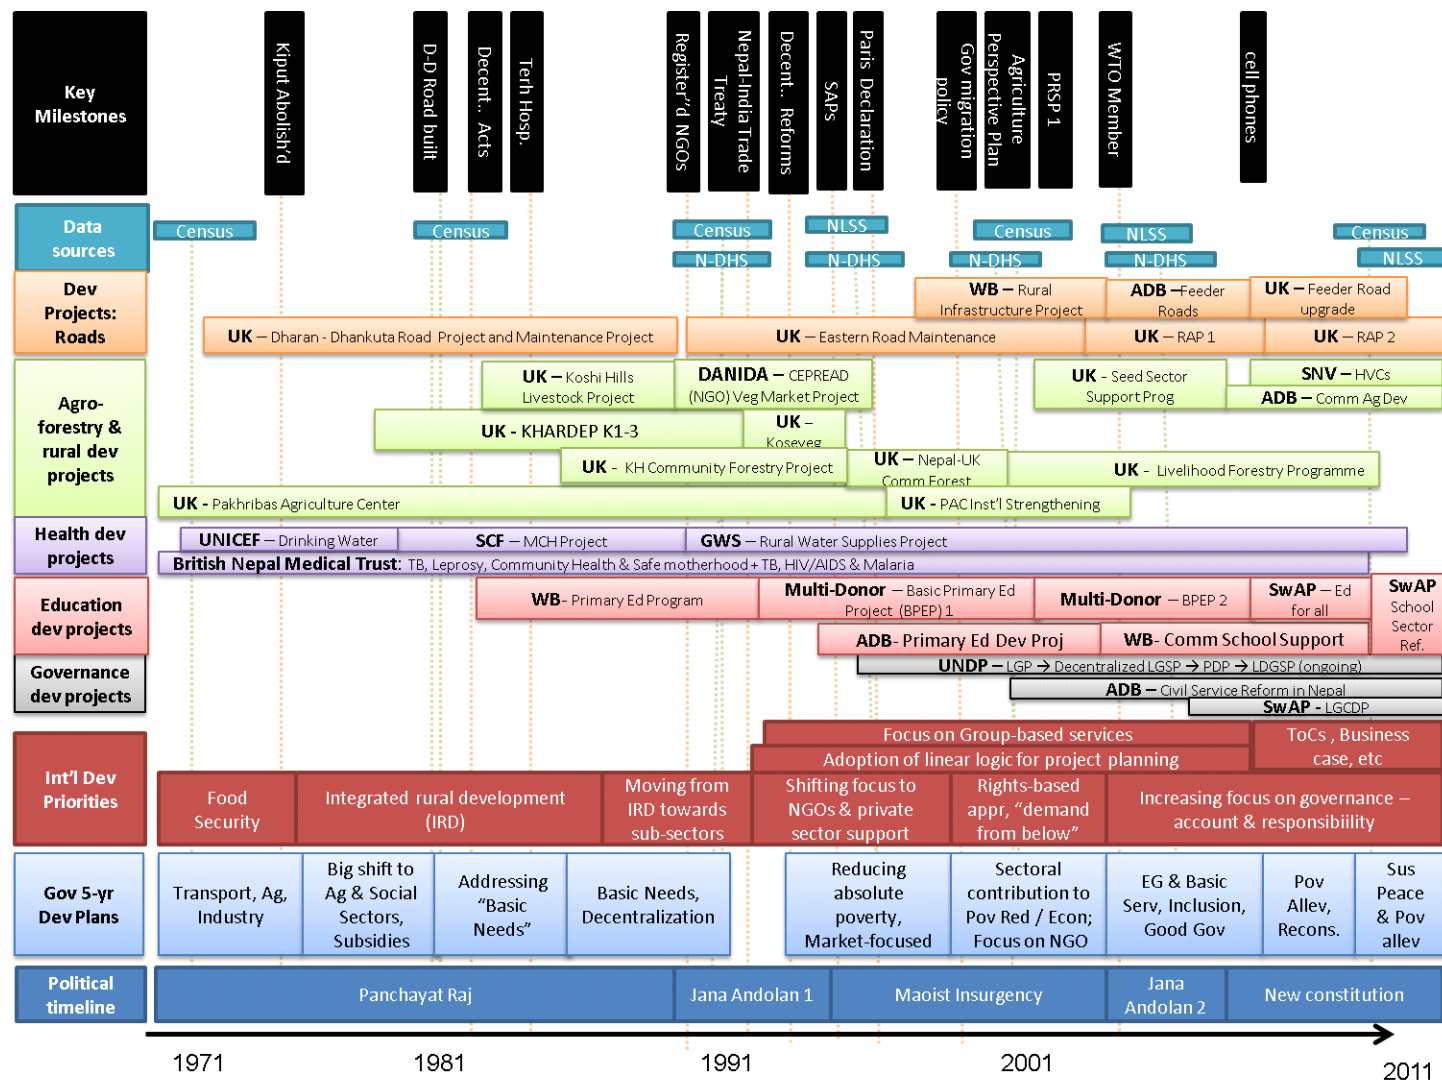 Key
Milestones
Kiput Abolish'd
D-D Road built
Decent.. Acts
Terh Hosp.
Register"d NGOs
Nepal-India Trade
Treaty
Decent.. Reforms
SAPs
Paris Declaration
Gov migration
policy
Agriculture
Perspective Plan
PRSP 1
WTO Member
cell phones
Data
sources
Census
Census
Census
NLSS
Census
NLSS
Census
N-DHS
N-DHS
N-DHS
N-DHS
NLSS
Dev
Projects:
Roads
WB – Rural
Infrastructure Project
ADB –Feeder
Roads
UK – Feeder Road
upgrade
UK – Dharan - Dhankuta Road Project and Maintenance Project
UK – Eastern Road Maintenance
UK – RAP 1
UK – RAP 2
Agro-
forestry &
rural dev
projects
UK – Koshi Hills
Livestock Project
DANIDA – CEPREAD
(NGO) Veg Market Project
UK - Seed Sector
Support Prog
SNV – HVCs
ADB – Comm Ag Dev
UK - KHARDEP K1-3
UK –
Koseveg
UK - KH Community Forestry Project
UK – Nepal-UK
Comm Forest
UK - Livelihood Forestry Programme
UK - Pakhribas Agriculture Center
UK - PAC Inst'l Strengthening
Health dev
projects
UNICEF – Drinking Water
SCF – MCH Project
GWS – Rural Water Supplies Project
British Nepal Medical Trust: TB, Leprosy, Community Health & Safe motherhood + TB, HIV/AIDS & Malaria
Education
dev projects
WB- Primary Ed Program
Multi-Donor – Basic Primary Ed
Project (BPEP) 1
Multi-Donor – BPEP 2
SwAP – Ed
for all
SwAP
School
Sector
Ref.
ADB- Primary Ed Dev Proj
WB- Comm School Support
Governance
dev projects
UNDP – LGP → Decentralized LGSP → PDP → LDGSP (ongoing)
ADB – Civil Service Reform in Nepal
SwAP - LGCDP
Int'l Dev
Priorities
Focus on Group-based services
Adoption of linear logic for project planning
ToCs , Business
case, etc
Food
Security
Integrated rural development
(IRD)
Moving from
IRD towards
sub-sectors
Shifting focus to
NGOs & private
sector support
Rights-based
appr, "demand
from below"
Increasing focus on governance –
account & responsibiility
Gov 5-yr
Dev Plans
Transport, Ag,
Industry
Big shift to
Ag & Social
Sectors,
Subsidies
Addressing
"Basic
Needs"
Basic Needs,
Decentralization
Reducing
absolute
poverty,
Market-focused
Sectoral
contribution to
Pov Red / Econ;
Focus on NGO
EG & Basic
Serv, Inclusion,
Good Gov
Pov
Allev,
Recons.
Sus
Peace
& Pov
allev
Political
timeline
Panchayat Raj
Jana Andolan 1
Maoist Insurgency
Jana
Andolan 2
New constitution
1971
1981
1991
2001
2011